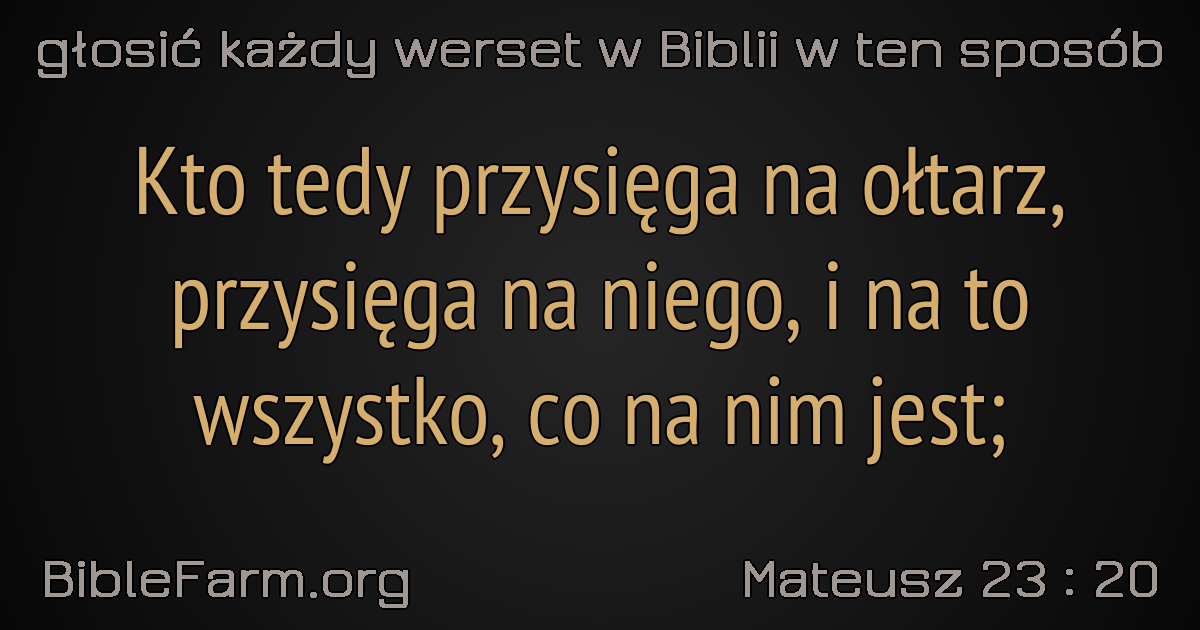 głosić każdy werset w Biblii w ten sposób
Kto tedy przysięga na ołtarz,
przysięga na niego, i na to
wszystko, co na nim jest;
BibleFarm.org
Mateusz 23 : 20